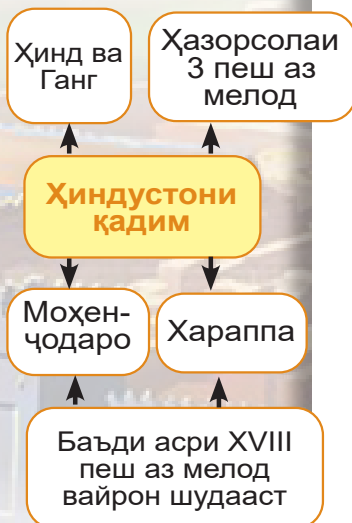 Ҳинд ва
Ганг
Ҳазорсолаи
3 пеш аз
мелод
Ҳиндустони
қадим
Моҳен-
ҷодаро
Хараппа
Баъди асри XVIII
пеш аз мелод
вайрон шудааст